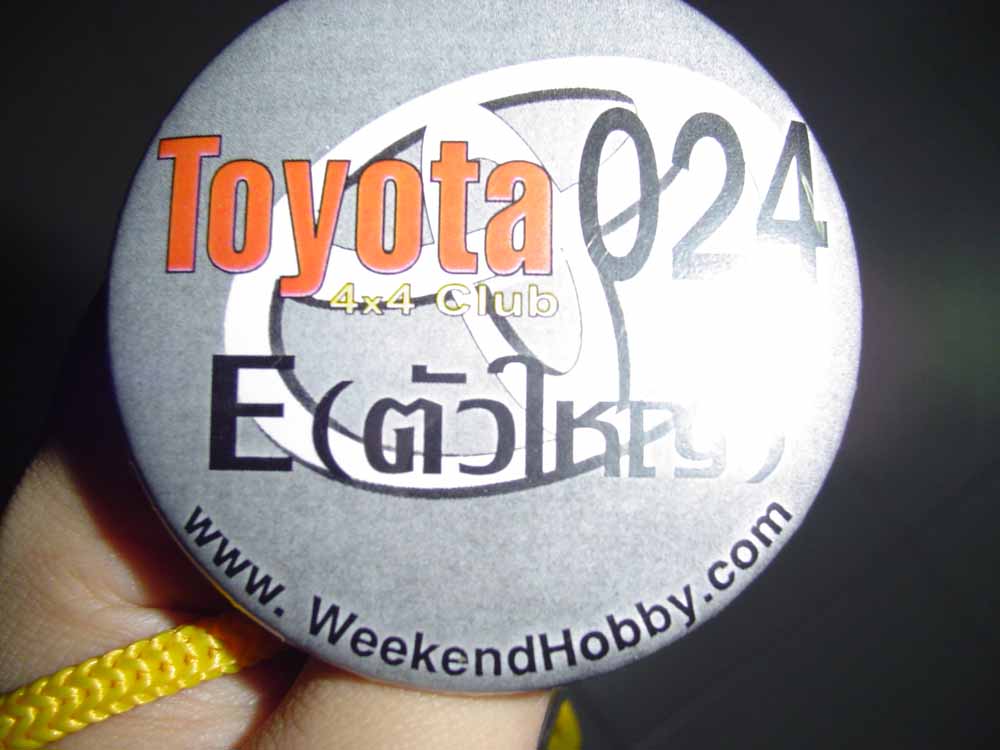 Toyota 024
4x4 Club
E(ตัวใหญ่)
www.WeekendHobby.com